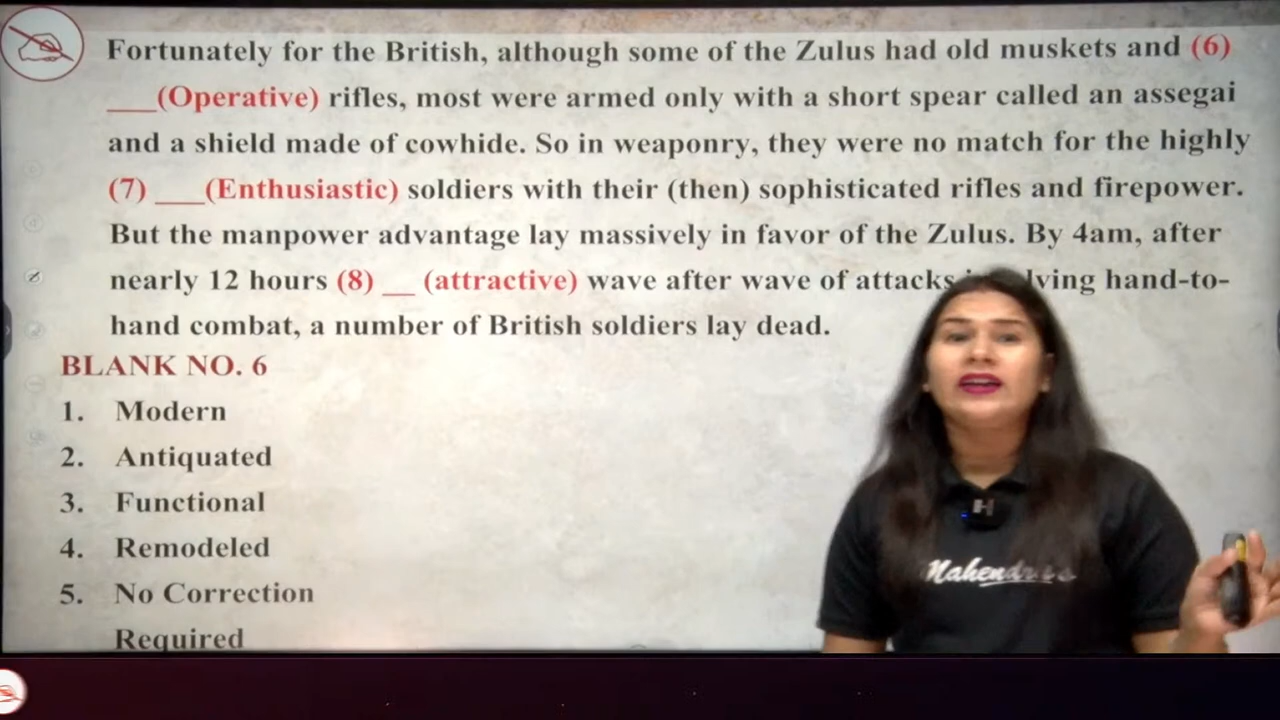 Fortunately for the British, although some of the Zulus had old muskets and (6)
___(Operative) rifles, most were armed only with a short spear called an assegai
and a shield made of cowhide. So in weaponry, they were no match for the highly
(7) ___(Enthusiastic) soldiers with their (then) sophisticated rifles and firepower.
But the manpower advantage lay massively in favor of the Zulus. By 4am, after
nearly 12 hours (8) __ (attractive) wave after wave of attacks hand-to-
hand combat, a number of British soldiers lay dead.
BLANK NO. 6
1. Modern
2. Antiquated
3. Functional
4. Remodeled
5. No Correction
Required
Mahendra's